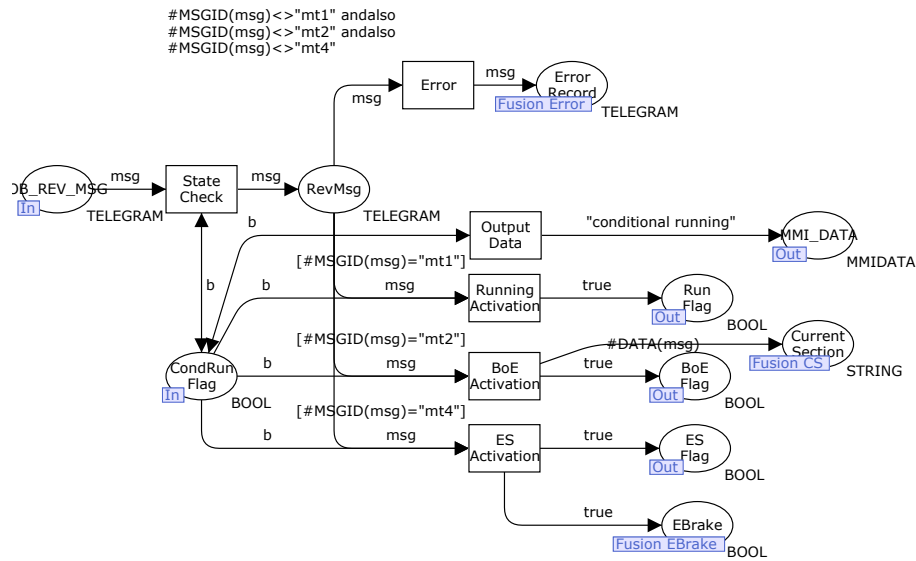 #MSGID(msg)<>"mt1" andalso
#MSGID(msg)<>"mt2" andalso
#MSGID(msg)<>"mt4"
msg
Error
msg
Error
Record
Fusion Error
TELEGRAM
OB_REV_MSG
In
TELEGRAM
msg
State
Check
msg
RevMsg
TELEGRAM
b
b
Output
Data
"conditional running"
MMI_DATA
Out
MMIDATA
[#MSGID(msg)="mt1"]
b
msg
Running
Activation
true
Run
Flag
Out
BOOL
[#MSGID(msg)="mt2"]
CondRun
Flag
In
BOOL
b
msg
BoE
Activation
#DATA(msg)
Current
Section
Fusion CS
STRING
true
BoE
Flag
Out
BOOL
[#MSGID(msg)="mt4"]
b
msg
ES
Activation
true
ES
Flag
Out
BOOL
true
EBrake
Fusion EBrake
BOOL